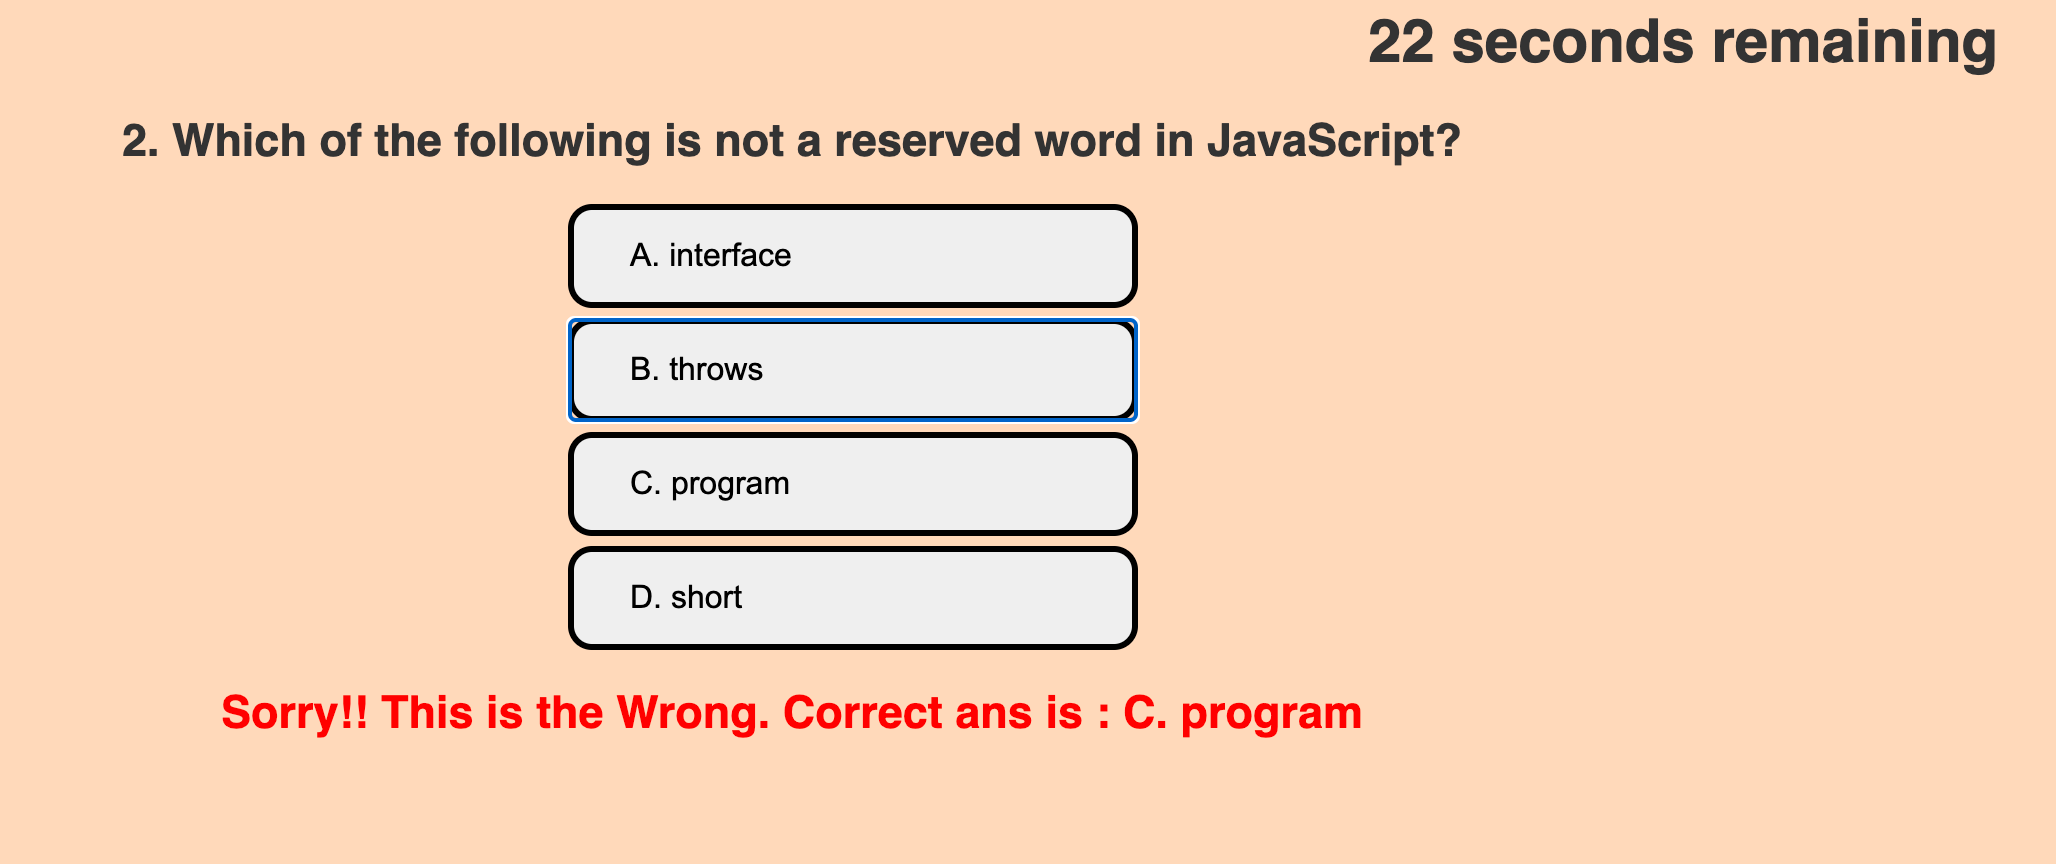 22 seconds remaining
2. Which of the following is not a reserved word in JavaScript?
A. interface
B. throws
C. program
D. short
Sorry!! This is the Wrong. Correct ans is : C. program